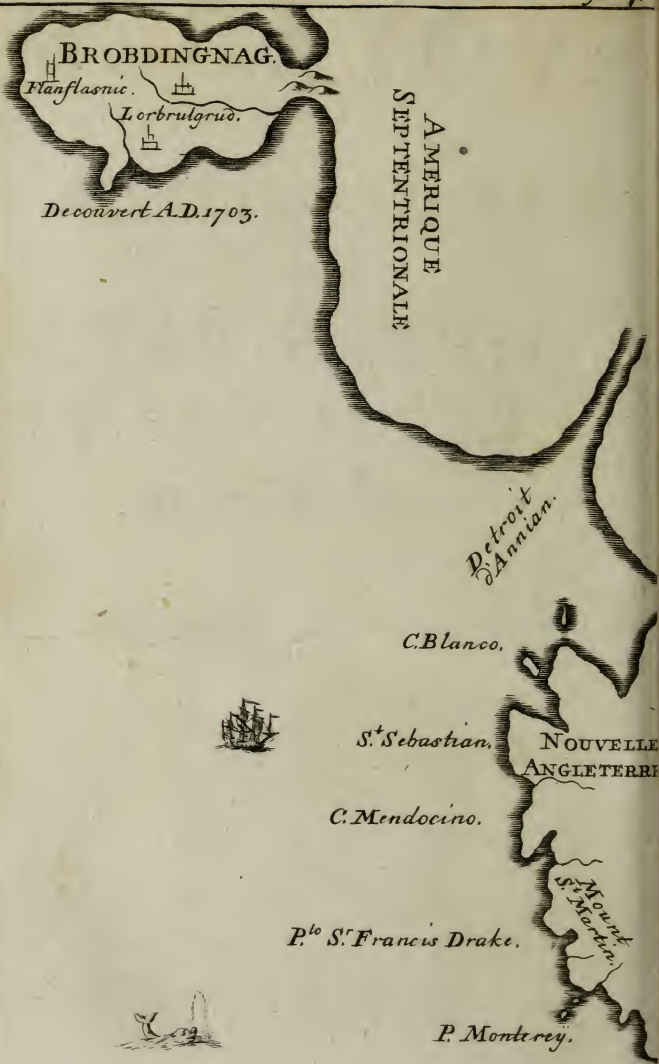 BROBDINGNAG.
Flanflasnic.
Lorbrulgrud.
Decouvert A.D. 1703.
AMERIQUE
SEPTENTRIONALE
Detroit
d'Annian.
C. Blanco.
S.t Sebastian.
NOUVELLE
ANGLETERRE
C. Mendocino.
Mount
S.t Martin.
P.to S.r Francis Drake.
P. Monterey.